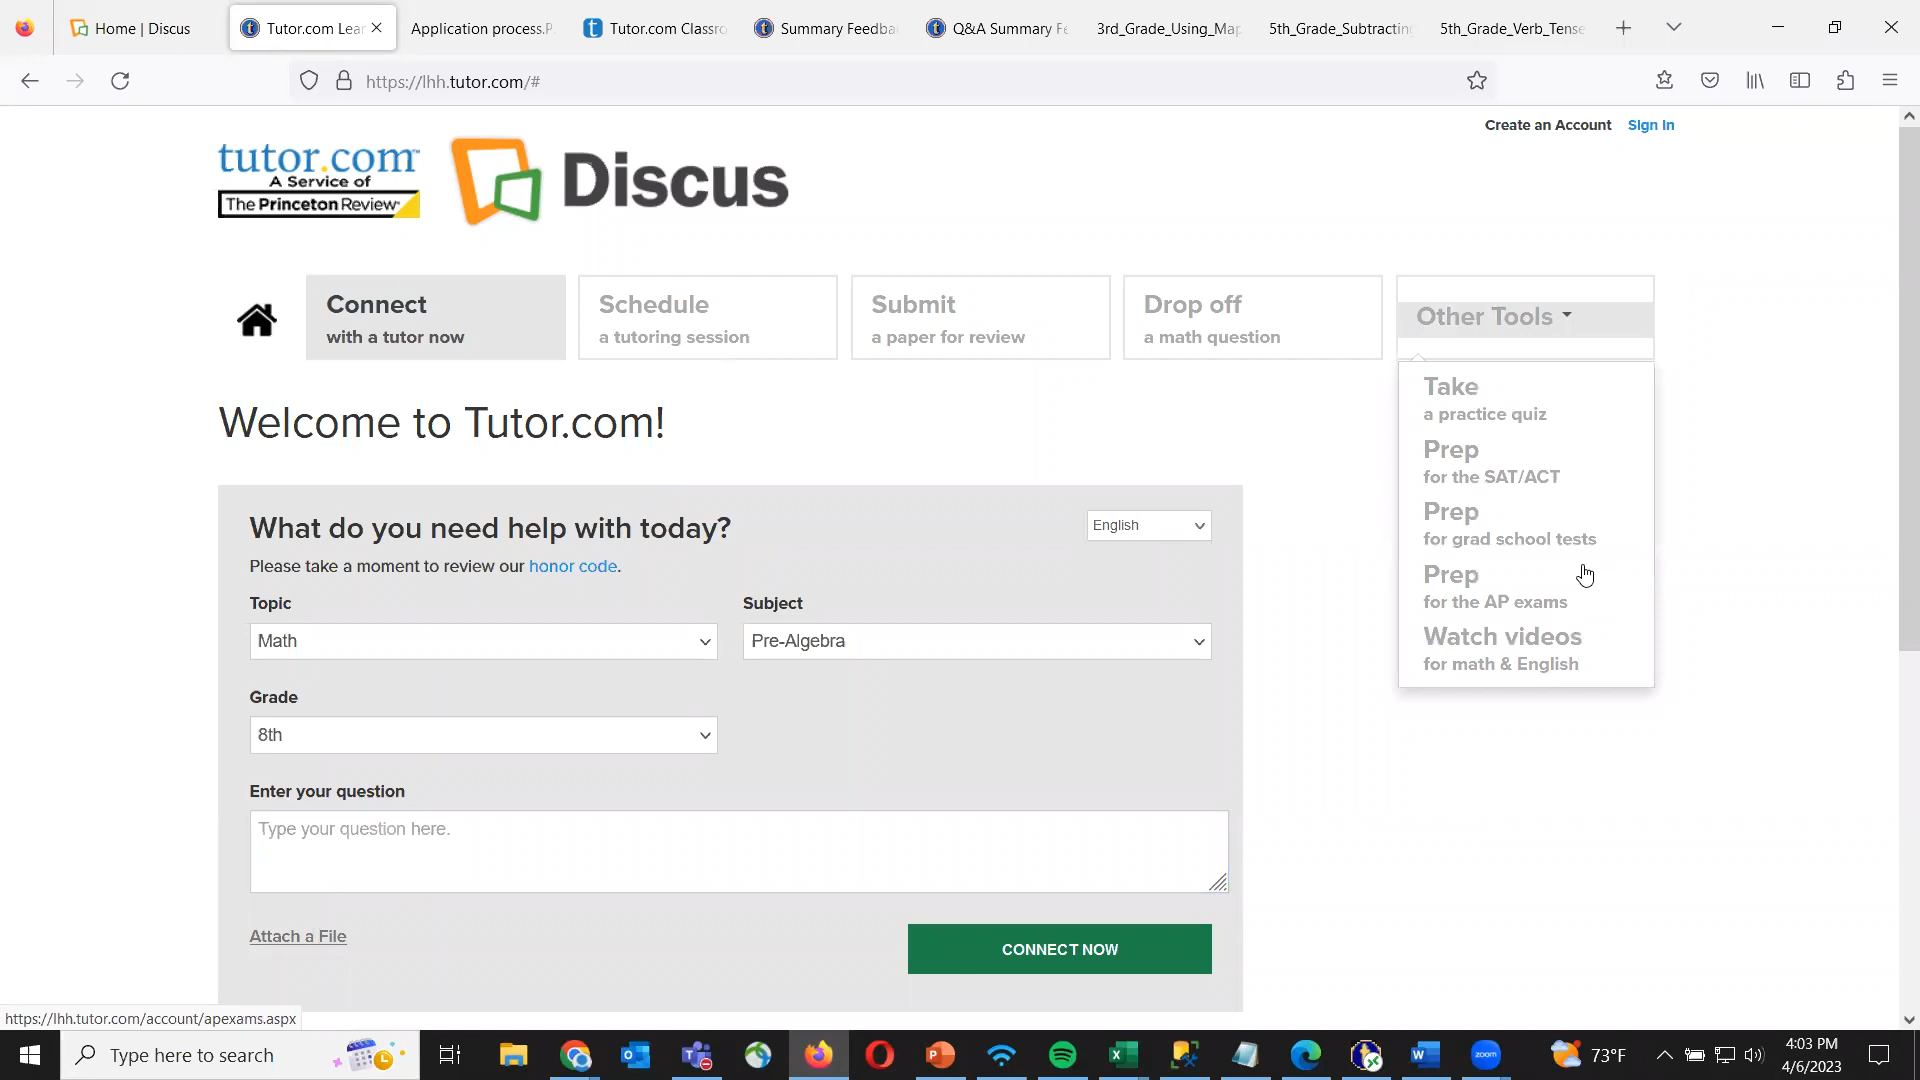 Home | Discus
Tutor.com Lear
Application process.P
Tutor.com Classro
Summary Feedba
Q&A Summary Fe
3rd_Grade_Using_Map
5th_Grade_Subtracting
5th_Grade_Verb_Tense
https://lhh.tutor.com/#
Create an Account Sign In
tutor.com
A Service of
The Princeton Review
Discus
Connect
with a tutor now
Schedule
a tutoring session
Submit
a paper for review
Drop off
a math question
Other Tools
Take
a practice quiz
Prep
for the SAT/ACT
Prep
for grad school tests
Prep
for the AP exams
Watch videos
for math & English
Welcome to Tutor.com!
What do you need help with today?
English
Please take a moment to review our honor code.
Topic
Math
Subject
Pre-Algebra
Grade
8th
Enter your question
Type your question here.
Attach a File
CONNECT NOW
https://lhh.tutor.com/account/apexams.aspx
Type here to search
zoom
73°F
4:03 PM
4/6/2023